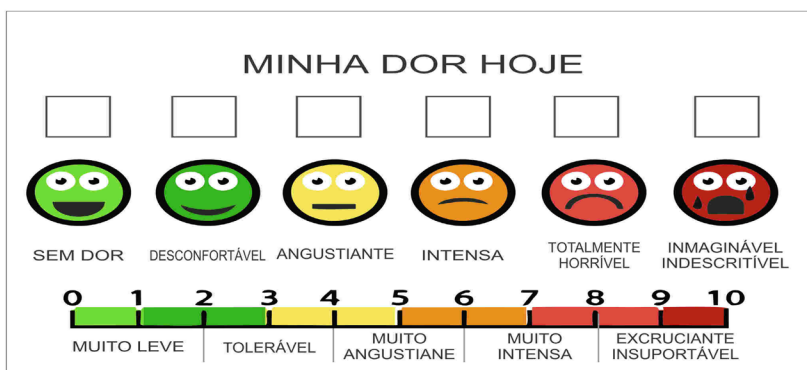 MINHA DOR HOJE
SEM DOR
DESCONFORTÁVEL
ANGUSTIANTE
INTENSA
TOTALMENTE
HORRÍVEL
INMAGINÁVEL
INDESCRITÍVEL
0 1 2 3 4 5 6 7 8 9 10
MUITO LEVE
TOLERÁVEL
MUITO
ANGUSTIANE
MUITO
INTENSA
EXCRUCIANTE
INSUPORTÁVEL